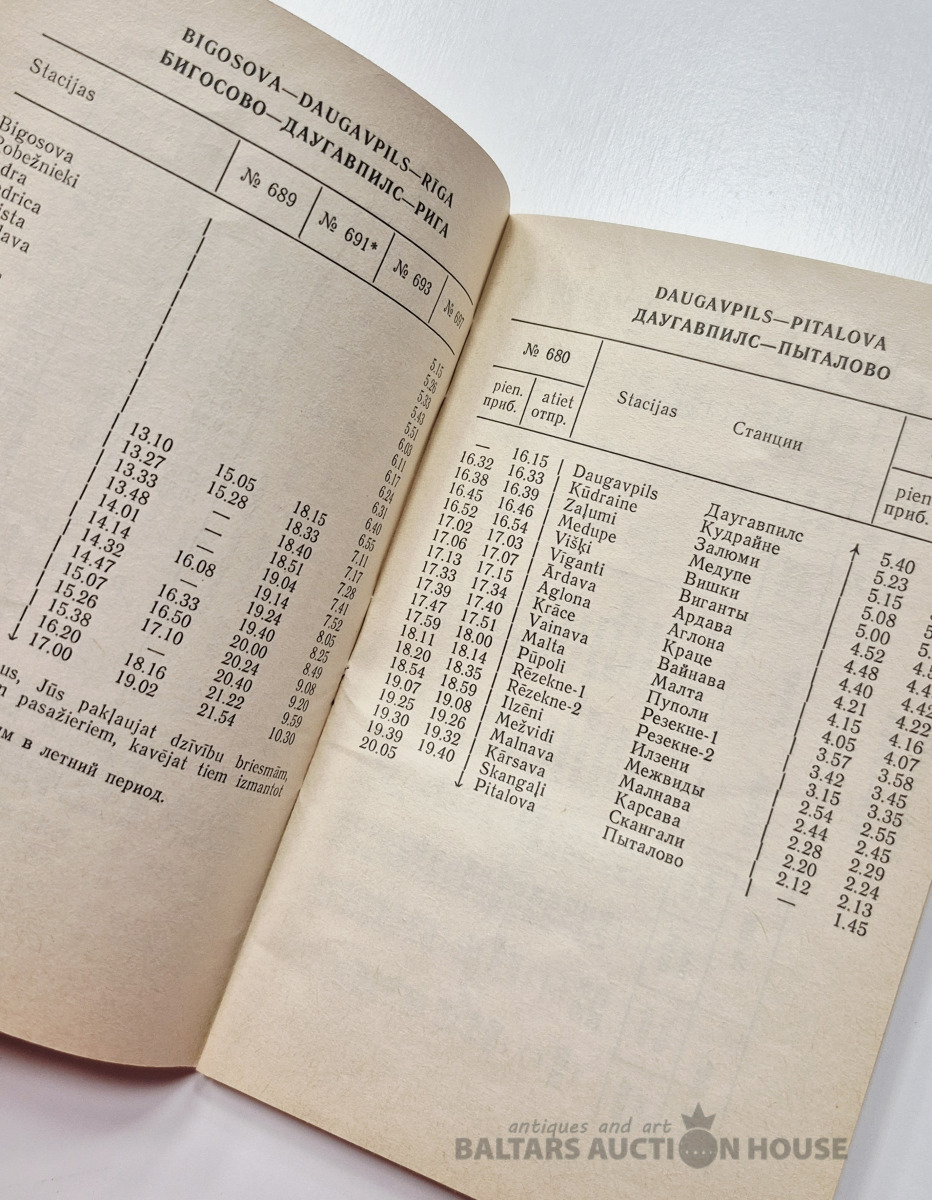 BIGOSOVA—DAUGAVPILS—RĪGA
БИГОСОВО—ДАУГАВПИЛС—РИГА
Stacijas № 689 № 691* № 693 № 697
Bigosova
Robežnieki
5.15
5.26
5.33
5.43
5.51
6.03
6.11
6.17
6.24
6.31
6.40
6.55
7.11
7.17
7.28
7.41
7.52
8.05
8.25
8.49
9.08
9.20
9.59
10.30
13.10 15.05 18.15
13.27 15.28 18.33
13.33 — 18.40
13.48 — 18.51
14.01 — 19.04
14.14 16.08 19.14
14.32 — 19.24
14.47 16.33 19.40
15.07 16.50 20.00
15.26 17.10 20.24
15.38 — 20.40
16.20 18.16 21.22
17.00 19.02 21.54
Jūs pakļaujat dzīvību briesmām,
pasažieriem, kavējat tiem izmantot
в летний период.
DAUGAVPILS—PITALOVA
ДАУГАВПИЛС—ПЫТАЛОВО
№ 680
pien. atiet Stacijas Станции pien.
приб. отпр. приб.
— 16.15 Daugavpils Даугавпилс 5.40
16.32 16.33 Kūdraine Кудрайне 5.23
16.38 16.39 Zaļumi Залюми 5.15
16.45 16.46 Medupe Медупе 5.08
16.52 16.54 Višķi Вишки 5.00
17.02 17.03 Vīganti Виганты 4.52
17.06 17.07 Ārdava Ардава 4.48
17.13 17.15 Aglona Аглона 4.40
17.33 17.34 Krāce Краце 4.21 4.22
17.39 17.40 Vainava Вайнава 4.15 4.16
17.47 17.51 Malta Малта 4.05 4.07
17.59 18.00 Pūpoli Пуполи 3.57 3.58
18.11 18.14 Rēzekne-1 Резекне-1 3.42 3.45
18.20 18.35 Rēzekne-2 Резекне-2 3.15 3.35
18.54 18.59 Ilzēni Илзени 2.54 2.55
19.07 19.08 Mežvidi Межвиды 2.44 2.45
19.25 19.26 Malnava Малнава 2.28 2.29
19.30 19.32 Kārsava Карсава 2.20 2.24
19.39 19.40 Skangaļi Скангали 2.12 2.13
20.05 Pitalova Пыталово — 1.45
antiques and art
BALTARS AUCTION HOUSE